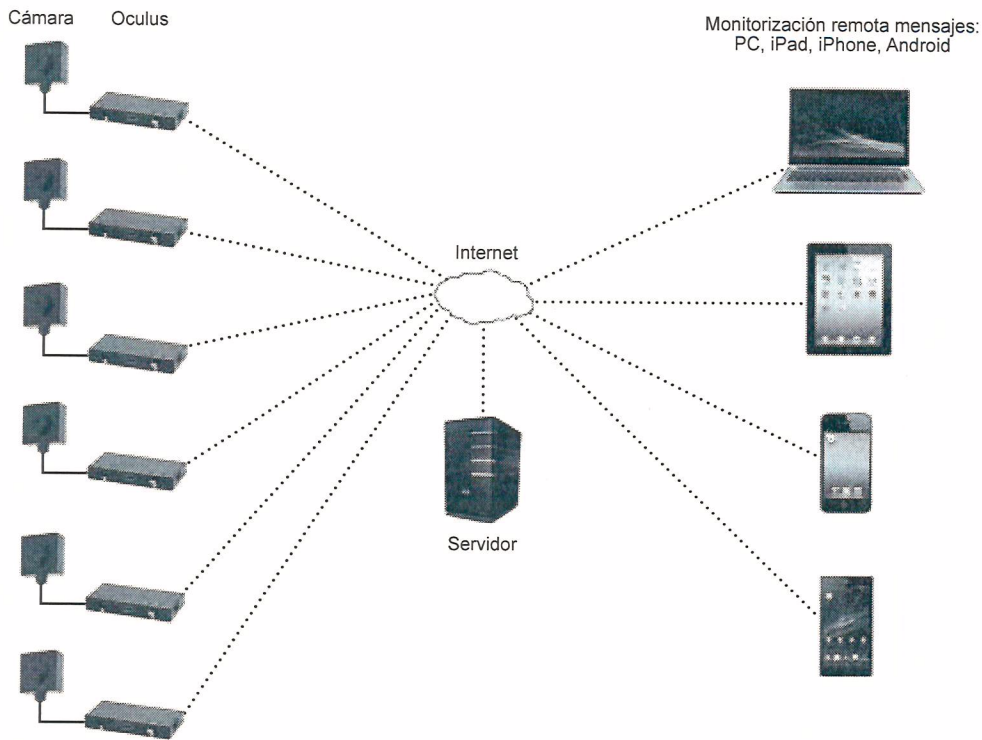 Cámara
Oculus
Monitorización remota mensajes:
PC, iPad, iPhone, Android
Internet
Servidor